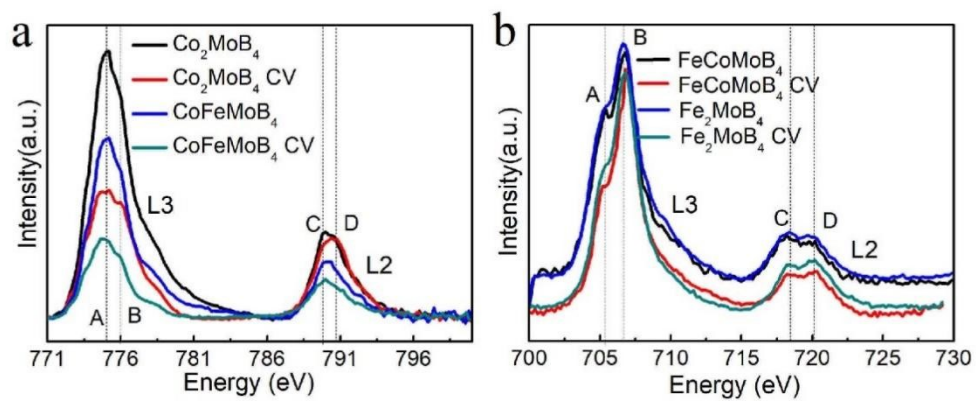 a
Intensity(a.u.)
Co2MoB4
Co2MoB4 CV
CoFeMoB4
CoFeMoB4 CV
L3
A
B
C
D
L2
771 776 781 786 791 796
Energy (eV)
b
Intensity(a.u.)
A
B
FeCoMoB4
FeCoMoB4 CV
Fe2MoB4
Fe2MoB4 CV
L3
C
D
L2
700 705 710 715 720 725 730
Energy (eV)